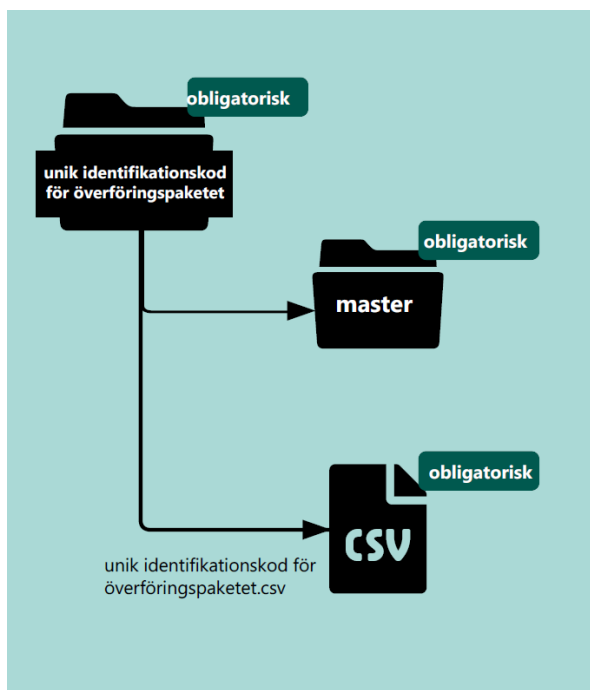 obligatorisk
unik identifikationskod
för överföringspaketet
obligatorisk
master
obligatorisk
CSV
unik identifikationskod för
överföringspaketet.csv